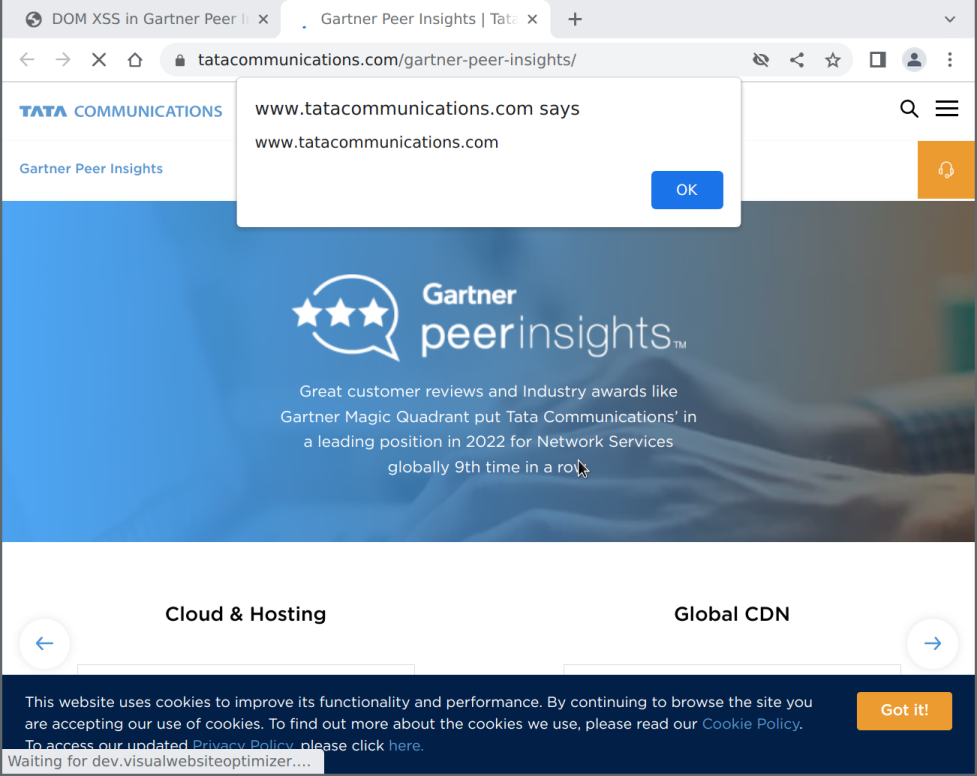 DOM XSS in Gartner Peer I
Gartner Peer Insights | Tata
tatacommunications.com/gartner-peer-insights/
www.tatacommunications.com says
www.tatacommunications.com
OK
TATA COMMUNICATIONS
Gartner Peer Insights
Gartner
peerinsights™
Great customer reviews and Industry awards like
Gartner Magic Quadrant put Tata Communications’ in
a leading position in 2022 for Network Services
globally 9th time in a row
Cloud & Hosting
Global CDN
This website uses cookies to improve its functionality and performance. By continuing to browse the site you
are accepting our use of cookies. To find out more about the cookies we use, please read our Cookie Policy.
To access our updated Privacy Policy, please click here.
Got it!
Waiting for dev.visualwebsiteoptimizer....